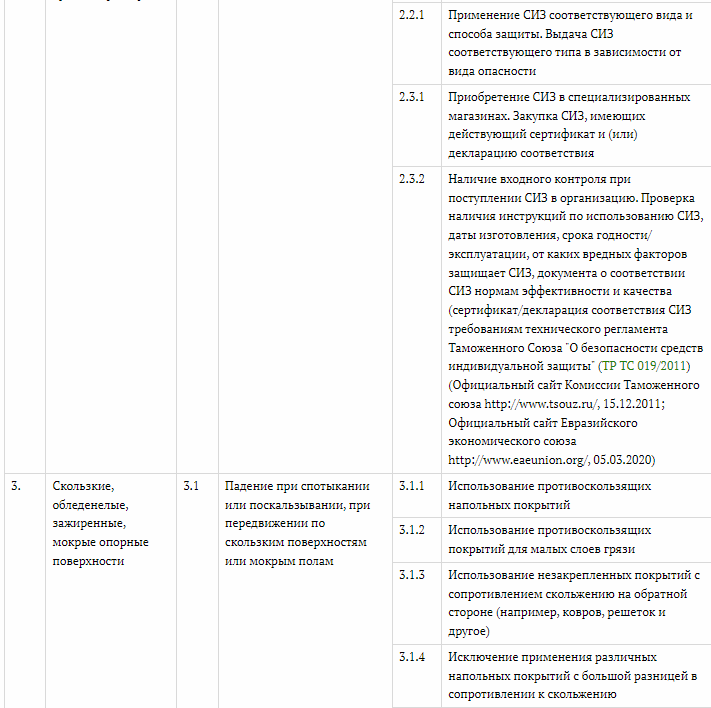 2.2.1 Применение СИЗ соответствующего вида и
способа защиты. Выдача СИЗ
соответствующего типа в зависимости от
вида опасности
2.3.1 Приобретение СИЗ в специализированных
магазинах. Закупка СИЗ, имеющих
действующий сертификат и (или)
декларацию соответствия
2.3.2 Наличие входного контроля при
поступлении СИЗ в организацию. Проверка
наличия инструкций по использованию СИЗ,
даты изготовления, срока годности/
эксплуатации, от каких вредных факторов
защищает СИЗ, документа о соответствии
СИЗ нормам эффективности и качества
(сертификат/декларация соответствия СИЗ
требованиям технического регламента
Таможенного Союза "О безопасности средств
индивидуальной защиты" (ТР ТС 019/2011)
(Официальный сайт Комиссии Таможенного
союза http://www.tsouz.ru/, 15.12.2011;
Официальный сайт Евразийского
экономического союза
http://www.eaeunion.org/, 05.03.2020)
3.
Скользкие,
обледенелые,
зажиренные,
мокрые опорные
поверхности
3.1
Падение при спотыкании
или поскальзывании, при
передвижении по
скользким поверхностям
или мокрым полам
3.1.1 Использование противоскользящих
напольных покрытий
3.1.2 Использование противоскользящих
покрытий для малых слоев грязи
3.1.3 Использование незакрепленных покрытий с
сопротивлением скольжению на обратной
стороне (например, ковров, решеток и
другое)
3.1.4 Исключение применения различных
напольных покрытий с большой разницей в
сопротивлении к скольжению